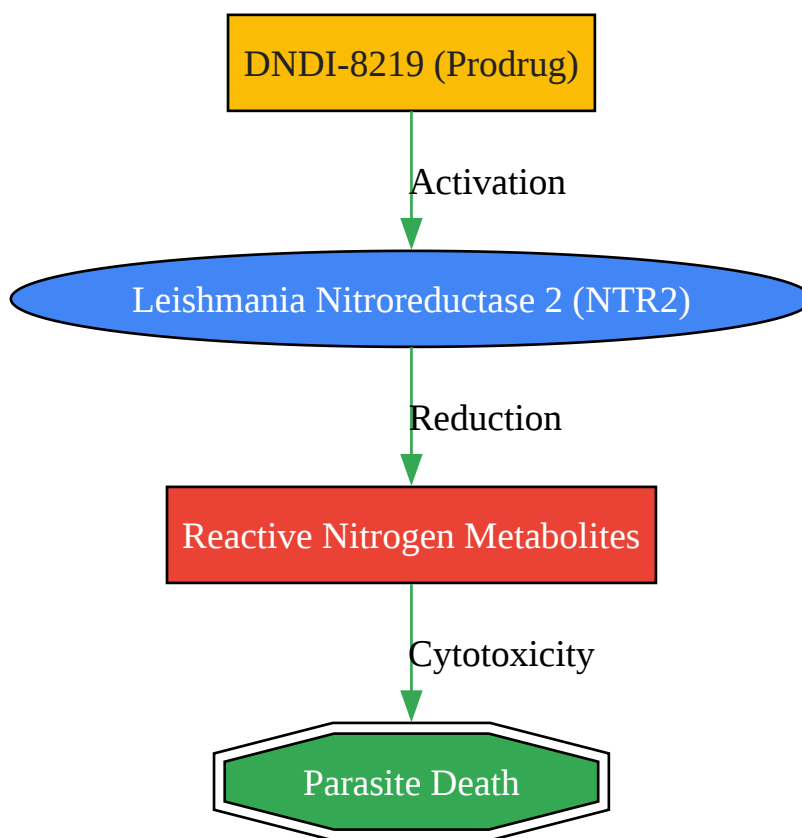 DNDI-8219 (Prodrug)
Activation
Leishmania Nitroreductase 2 (NTR2)
Reduction
Reactive Nitrogen Metabolites
Cytotoxicity
Parasite Death